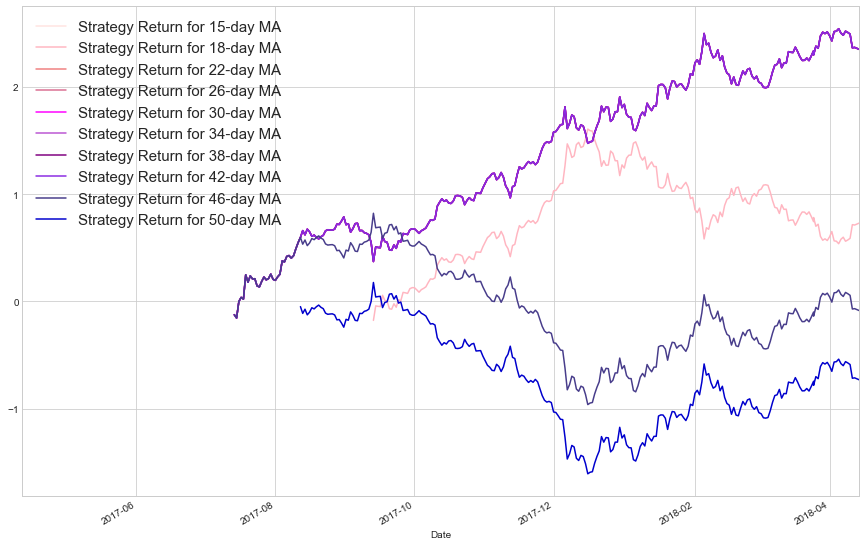 Strategy Return for 15-day MA
Strategy Return for 18-day MA
Strategy Return for 22-day MA
Strategy Return for 26-day MA
Strategy Return for 30-day MA
Strategy Return for 34-day MA
Strategy Return for 38-day MA
Strategy Return for 42-day MA
Strategy Return for 46-day MA
Strategy Return for 50-day MA
2
1
0
−1
2017-06
2017-08
2017-10
2017-12
2018-02
2018-04
Date